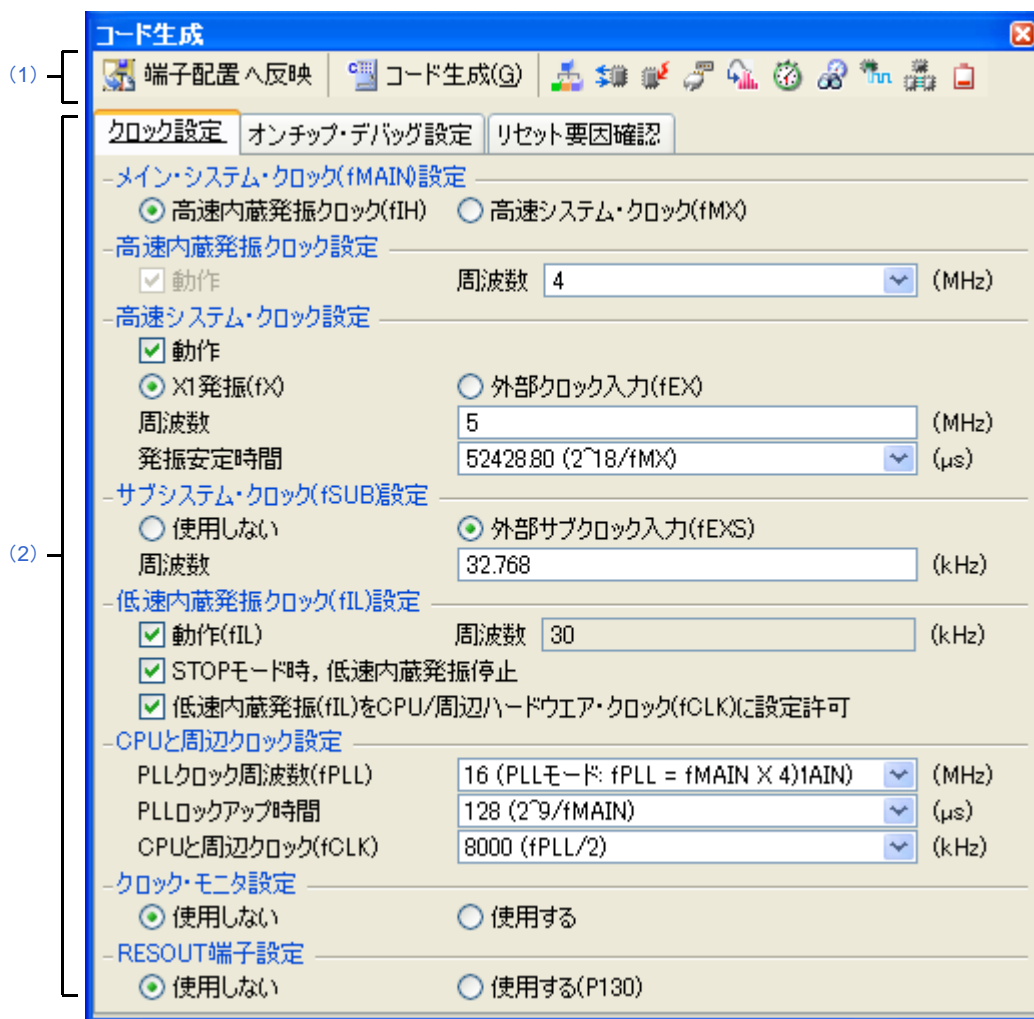 コード生成
(1)
端子配置へ反映 コード生成(G)
(2)
クロック設定 オンチップ・デバッグ設定 リセット要因確認
メイン・システム・クロック(fMAIN)設定
高速内蔵発振クロック(fIH) 高速システム・クロック(fMX)
高速内蔵発振クロック設定
動作 周波数 4 (MHz)
高速システム・クロック設定
動作
X1発振(fX) 外部クロック入力(fEX)
周波数 5 (MHz)
発振安定時間 52428.80 (2^18/fMX) (μs)
サブシステム・クロック(fSUB)設定
使用しない 外部サブクロック入力(fEXS)
周波数 32.768 (kHz)
低速内蔵発振クロック(fIL)設定
動作(fIL) 周波数 30 (kHz)
STOPモード時, 低速内蔵発振停止
低速内蔵発振(fIL)をCPU/周辺ハードウエア・クロック(fCLK)に設定許可
CPUと周辺クロック設定
PLLクロック周波数(fPLL) 16 (PLLモード: fPLL = fMAIN X 4)1AIN) (MHz)
PLLロックアップ時間 128 (2^9/fMAIN) (μs)
CPUと周辺クロック(fCLK) 8000 (fPLL/2) (kHz)
クロック・モニタ設定
使用しない 使用する
RESOUT端子設定
使用しない 使用する(P130)